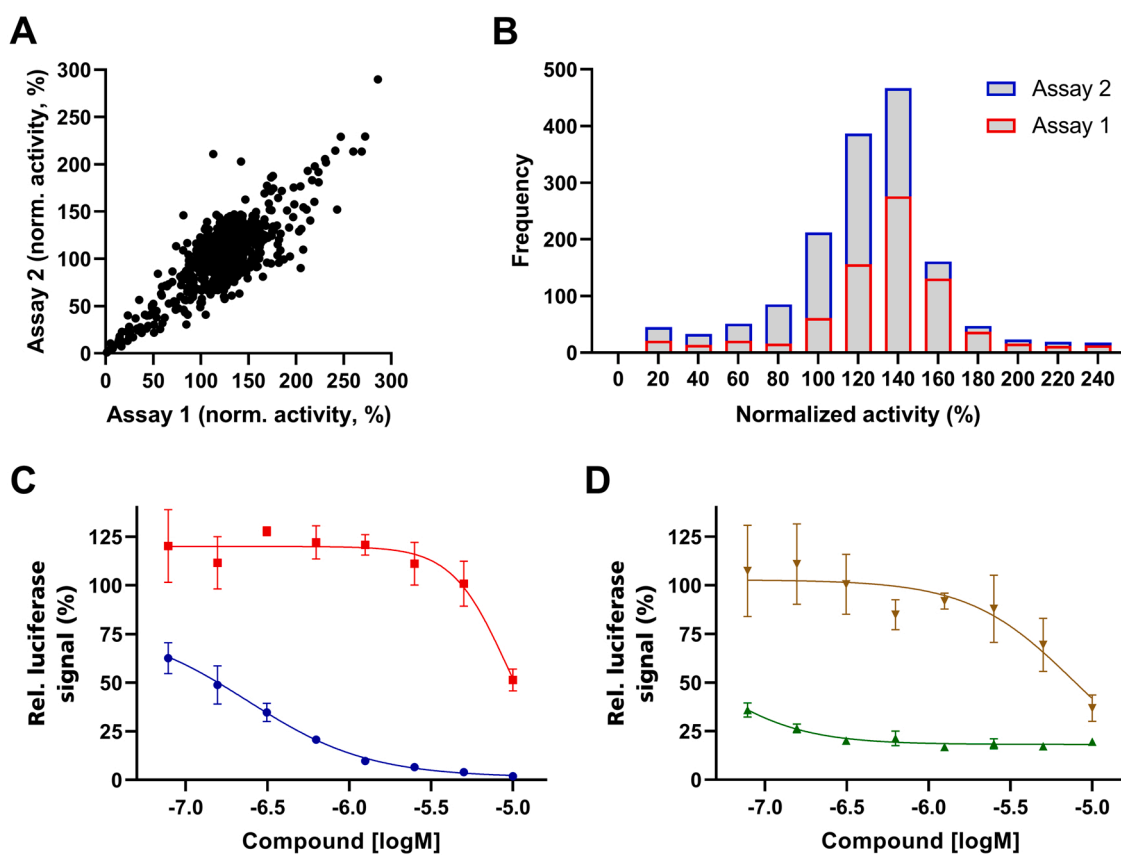 A
Assay 2 (norm. activity, %)
300
250
200
150
100
50
0
0 50 100 150 200 250 300
Assay 1 (norm. activity, %)
B
Frequency
500
400
300
200
100
0
Assay 2
Assay 1
0 20 40 60 80 100 120 140 160 180 200 220 240
Normalized activity (%)
C
Rel. luciferase
signal (%)
125
100
75
50
25
0
-7.0 -6.5 -6.0 -5.5 -5.0
Compound [logM]
D
Rel. luciferase
signal (%)
125
100
75
50
25
0
-7.0 -6.5 -6.0 -5.5 -5.0
Compound [logM]